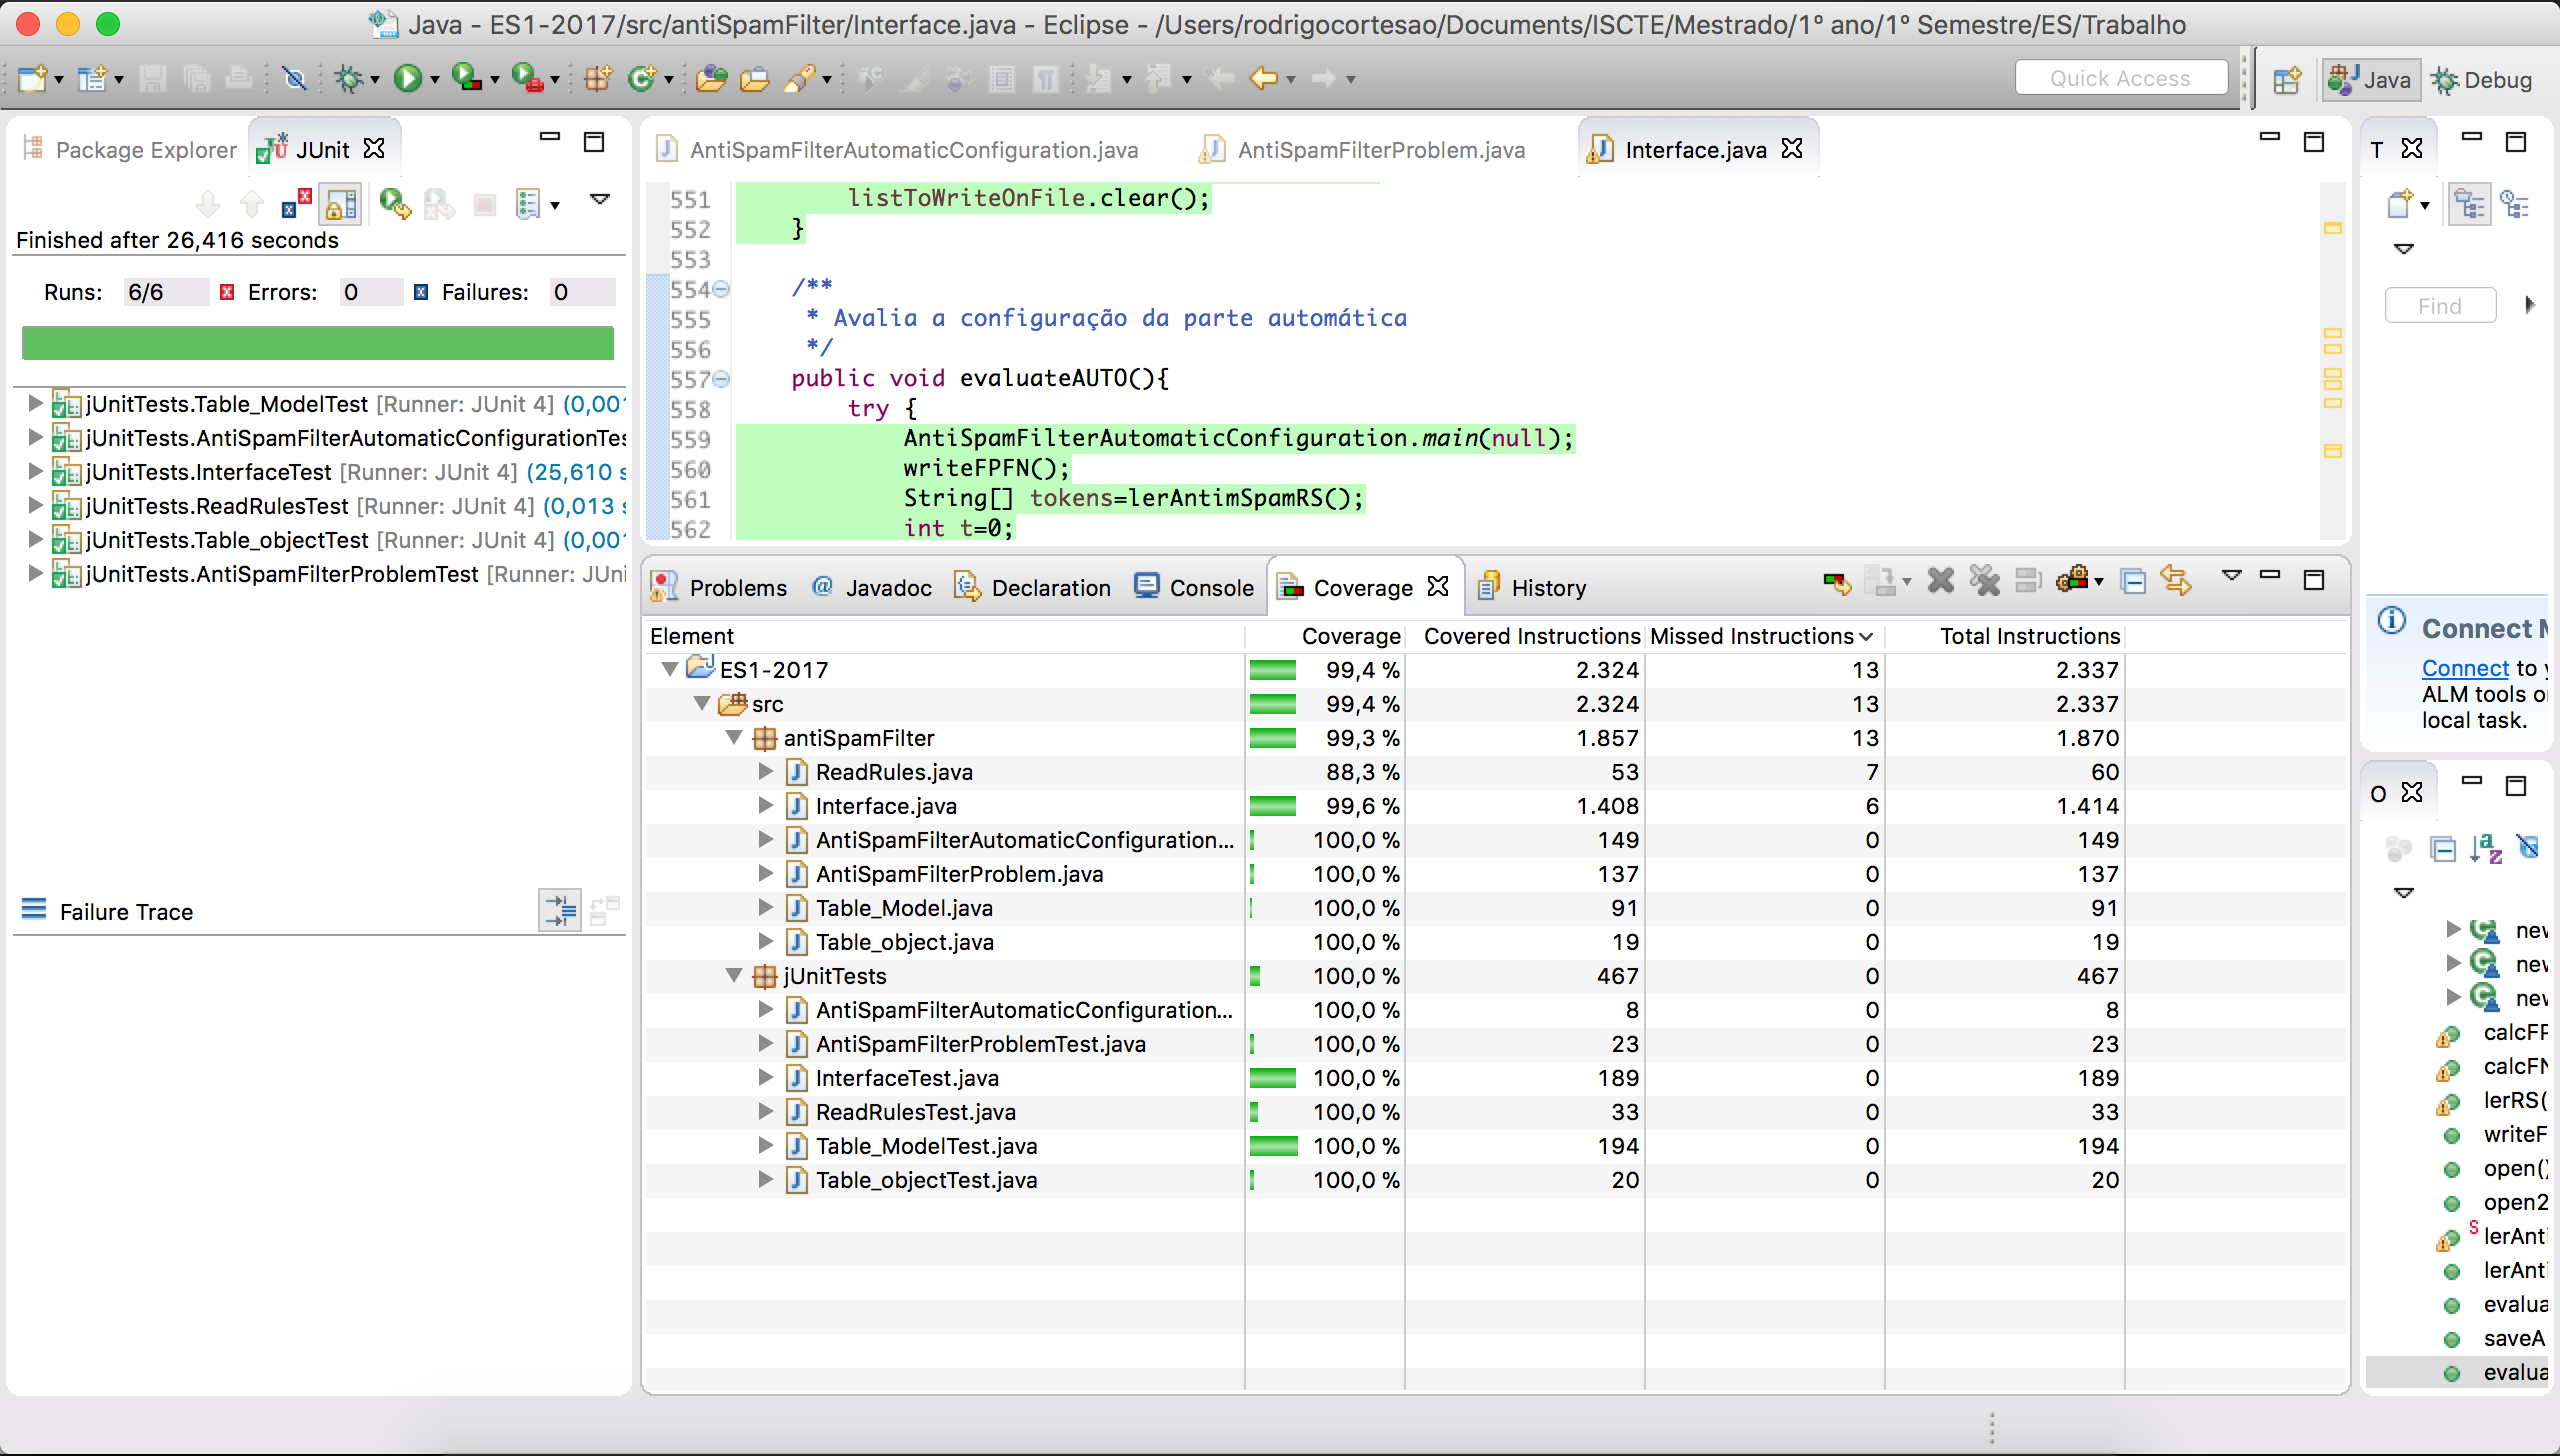 Java - ES1-2017/src/antiSpamFilter/Interface.java - Eclipse - /Users/rodrigocortesao/Documents/ISCTE/Mestrado/1º ano/1º Semestre/ES/Trabalho
Quick Access
Java
Debug
Package Explorer
JUnit
Finished after 26,416 seconds
Runs: 6/6 Errors: 0 Failures: 0
jUnitTests.Table_ModelTest [Runner: JUnit 4] (0,001
jUnitTests.AntiSpamFilterAutomaticConfigurationTes
jUnitTests.InterfaceTest [Runner: JUnit 4] (25,610 s
jUnitTests.ReadRulesTest [Runner: JUnit 4] (0,013 s
jUnitTests.Table_objectTest [Runner: JUnit 4] (0,001
jUnitTests.AntiSpamFilterProblemTest [Runner: JUni
Failure Trace
AntiSpamFilterAutomaticConfiguration.java
AntiSpamFilterProblem.java
Interface.java
551 listToWriteOnFile.clear();
552 }
553
554 /**
555 * Avalia a configuração da parte automática
556 */
557 public void evaluateAUTO(){
558 try {
559 AntiSpamFilterAutomaticConfiguration.main(null);
560 writeFPFN();
561 String[] tokens=lerAntimSpamRS();
562 int t=0;
Problems @ Javadoc Declaration Console Coverage History
Element Coverage Covered Instructions Missed Instructions Total Instructions
ES1-2017 99,4 % 2.324 13 2.337
src 99,4 % 2.324 13 2.337
antiSpamFilter 99,3 % 1.857 13 1.870
ReadRules.java 88,3 % 53 7 60
Interface.java 99,6 % 1.408 6 1.414
AntiSpamFilterAutomaticConfiguration... 100,0 % 149 0 149
AntiSpamFilterProblem.java 100,0 % 137 0 137
Table_Model.java 100,0 % 91 0 91
Table_object.java 100,0 % 19 0 19
jUnitTests 100,0 % 467 0 467
AntiSpamFilterAutomaticConfiguration... 100,0 % 8 0 8
AntiSpamFilterProblemTest.java 100,0 % 23 0 23
InterfaceTest.java 100,0 % 189 0 189
ReadRulesTest.java 100,0 % 33 0 33
Table_ModelTest.java 100,0 % 194 0 194
Table_objectTest.java 100,0 % 20 0 20
T
Find
Connect M
Connect to y
ALM tools o
local task.
O
nev
nev
nev
calcFP
calcFN
lerRS(
writeF
open()
open2
lerAnti
lerAnti
evalua
saveA
evalua